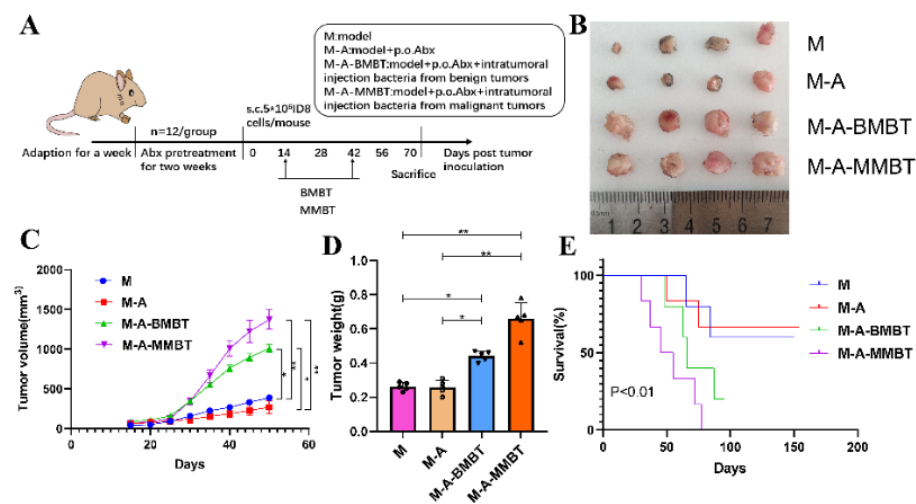 A
M:model
M-A:model+p.o.Abx
M-A-BMBT:model+p.o.Abx+intratumoral
injection bacteria from benign tumors
M-A-MMBT:model+p.o.Abx+intratumoral
injection bacteria from malignant tumors
s.c.5*10⁶ID8
cells/mouse
n=12/group
Adaption for a week
Abx pretreatment
for two weeks
0 14 28 42 56 70
Days post tumor
inoculation
Sacrifice
BMBT
MMBT
B
M
M-A
M-A-BMBT
M-A-MMBT
1 2 3 4 5 6 7
C
Tumor volume(mm³)
2000
1500
1000
500
0
M
M-A
M-A-BMBT
M-A-MMBT
*
**
*
**
0 20 40 60
Days
D
Tumor weight(g)
1.0
0.8
0.6
0.4
0.2
0.0
**
**
*
*
M
M-A
M-A-BMBT
M-A-MMBT
E
Survival(%)
100
50
0
P<0.01
0 50 100 150
Days
M
M-A
M-A-BMBT
M-A-MMBT